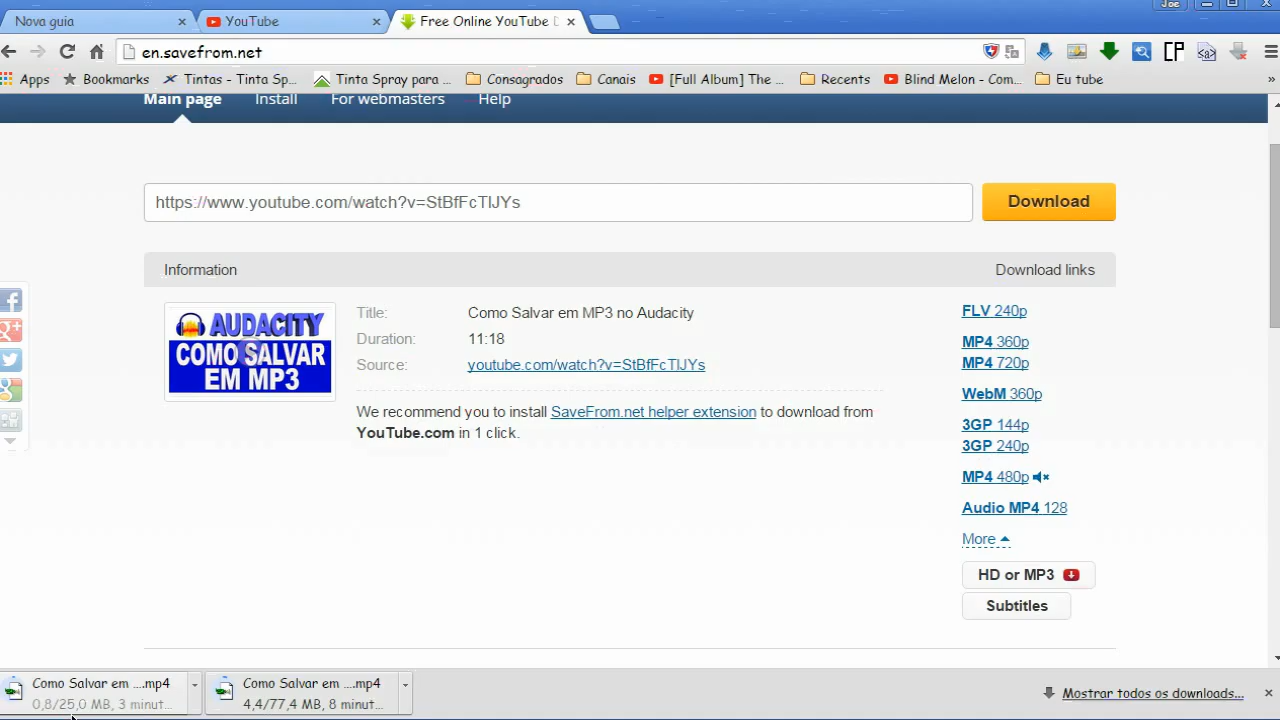 Joe
Nova guia
YouTube
Free Online YouTube D
en.savefrom.net
Apps
Bookmarks
Tintas - Tinta Sp...
Tinta Spray para ...
Consagrados
Canais
[Full Album] The ...
Recents
Blind Melon - Com...
Eu tube
»
Main page
Install
For webmasters
Help
https://www.youtube.com/watch?v=StBfFcTlJYs
Download
Information
Download links
AUDACITY
COMO SALVAR
EM MP3
Title:
Como Salvar em MP3 no Audacity
Duration:
11:18
Source:
youtube.com/watch?v=StBfFcTlJYs
We recommend you to install SaveFrom.net helper extension to download from
YouTube.com in 1 click.
FLV 240p
MP4 360p
MP4 720p
WebM 360p
3GP 144p
3GP 240p
MP4 480p
Audio MP4 128
More
HD or MP3
Subtitles
Como Salvar em ....mp4
0,8/25,0 MB, 3 minut...
Como Salvar em ....mp4
4,4/77,4 MB, 8 minut...
Mostrar todos os downloads...